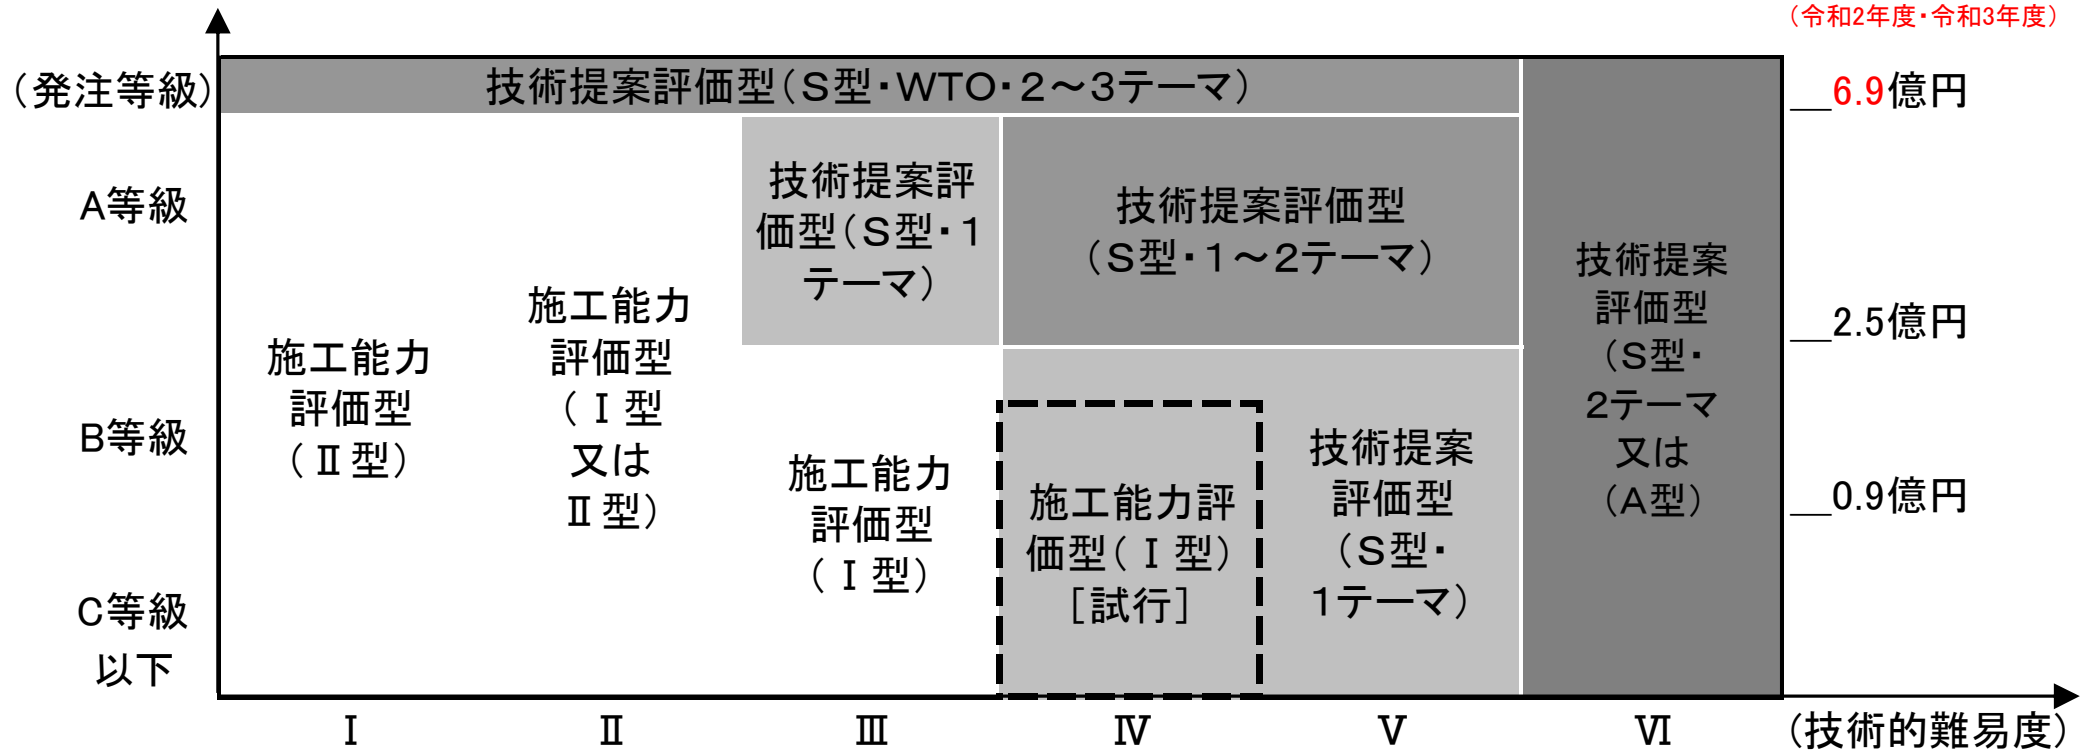 (令和2年度・令和3年度)
(発注等級)
技術提案評価型(S型・WTO・2～3テーマ)
6.9億円
A等級
技術提案評
価型(S型・1
テーマ)
技術提案評価型
(S型・1～2テーマ)
技術提案
評価型
(S型・
2テーマ
又は
(A型)
2.5億円
施工能力
評価型
(Ⅱ型)
施工能力
評価型
(Ⅰ型
又は
Ⅱ型)
B等級
施工能力
評価型
(Ⅰ型)
施工能力評
価型(Ⅰ型)
[試行]
技術提案
評価型
(S型・
1テーマ)
0.9億円
C等級
以下
Ⅰ
Ⅱ
Ⅲ
Ⅳ
Ⅴ
Ⅵ
(技術的難易度)